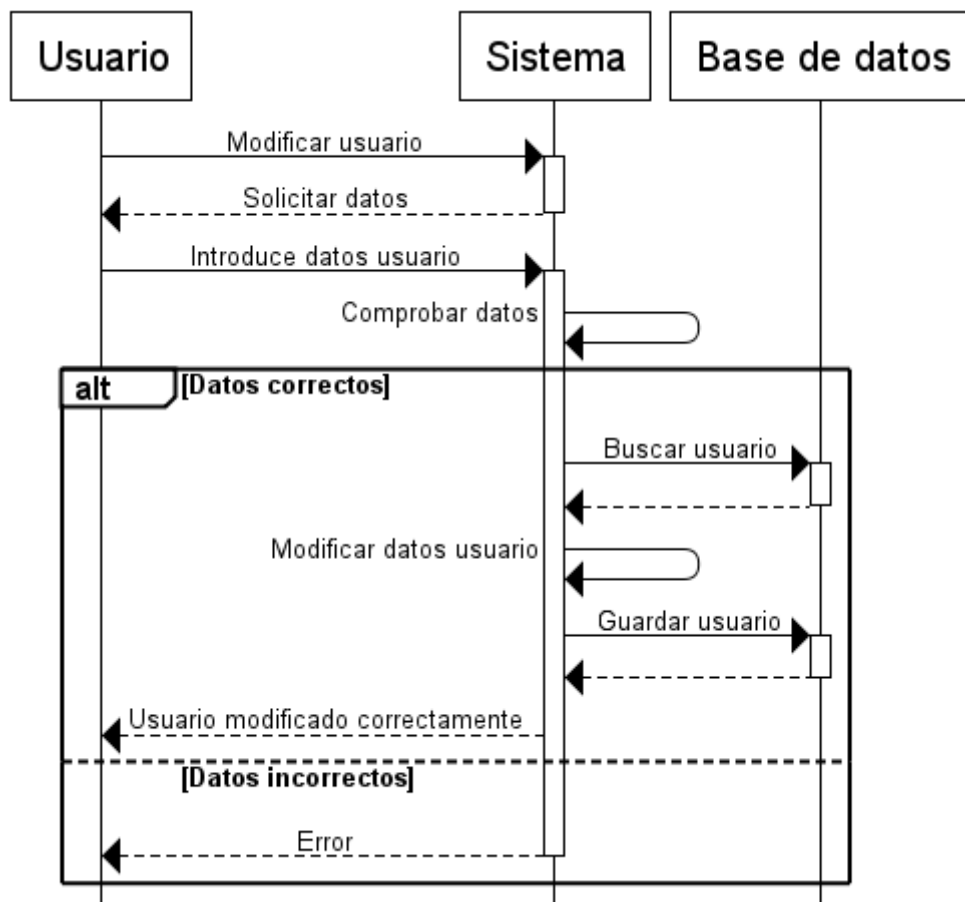 Usuario
Sistema
Base de datos
Modificar usuario
Solicitar datos
Introduce datos usuario
Comprobar datos
alt
[Datos correctos]
Buscar usuario
Modificar datos usuario
Guardar usuario
Usuario modificado correctamente
[Datos incorrectos]
Error